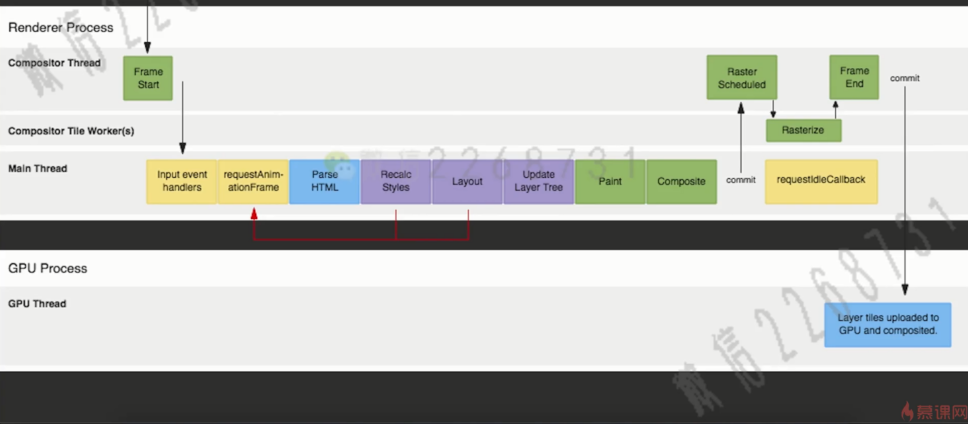 Renderer Process
Compositor Thread
Frame
Start
Raster
Scheduled
Frame
End
commit
Compositor Tile Worker(s)
Rasterize
Main Thread
Input event
handlers
requestAnim-
ationFrame
Parse
HTML
Recalc
Styles
Layout
Update
Layer Tree
Paint
Composite
commit
requestIdleCallback
GPU Process
GPU Thread
Layer tiles uploaded to
GPU and composited.
微信2268731
微信2268731
慕课网